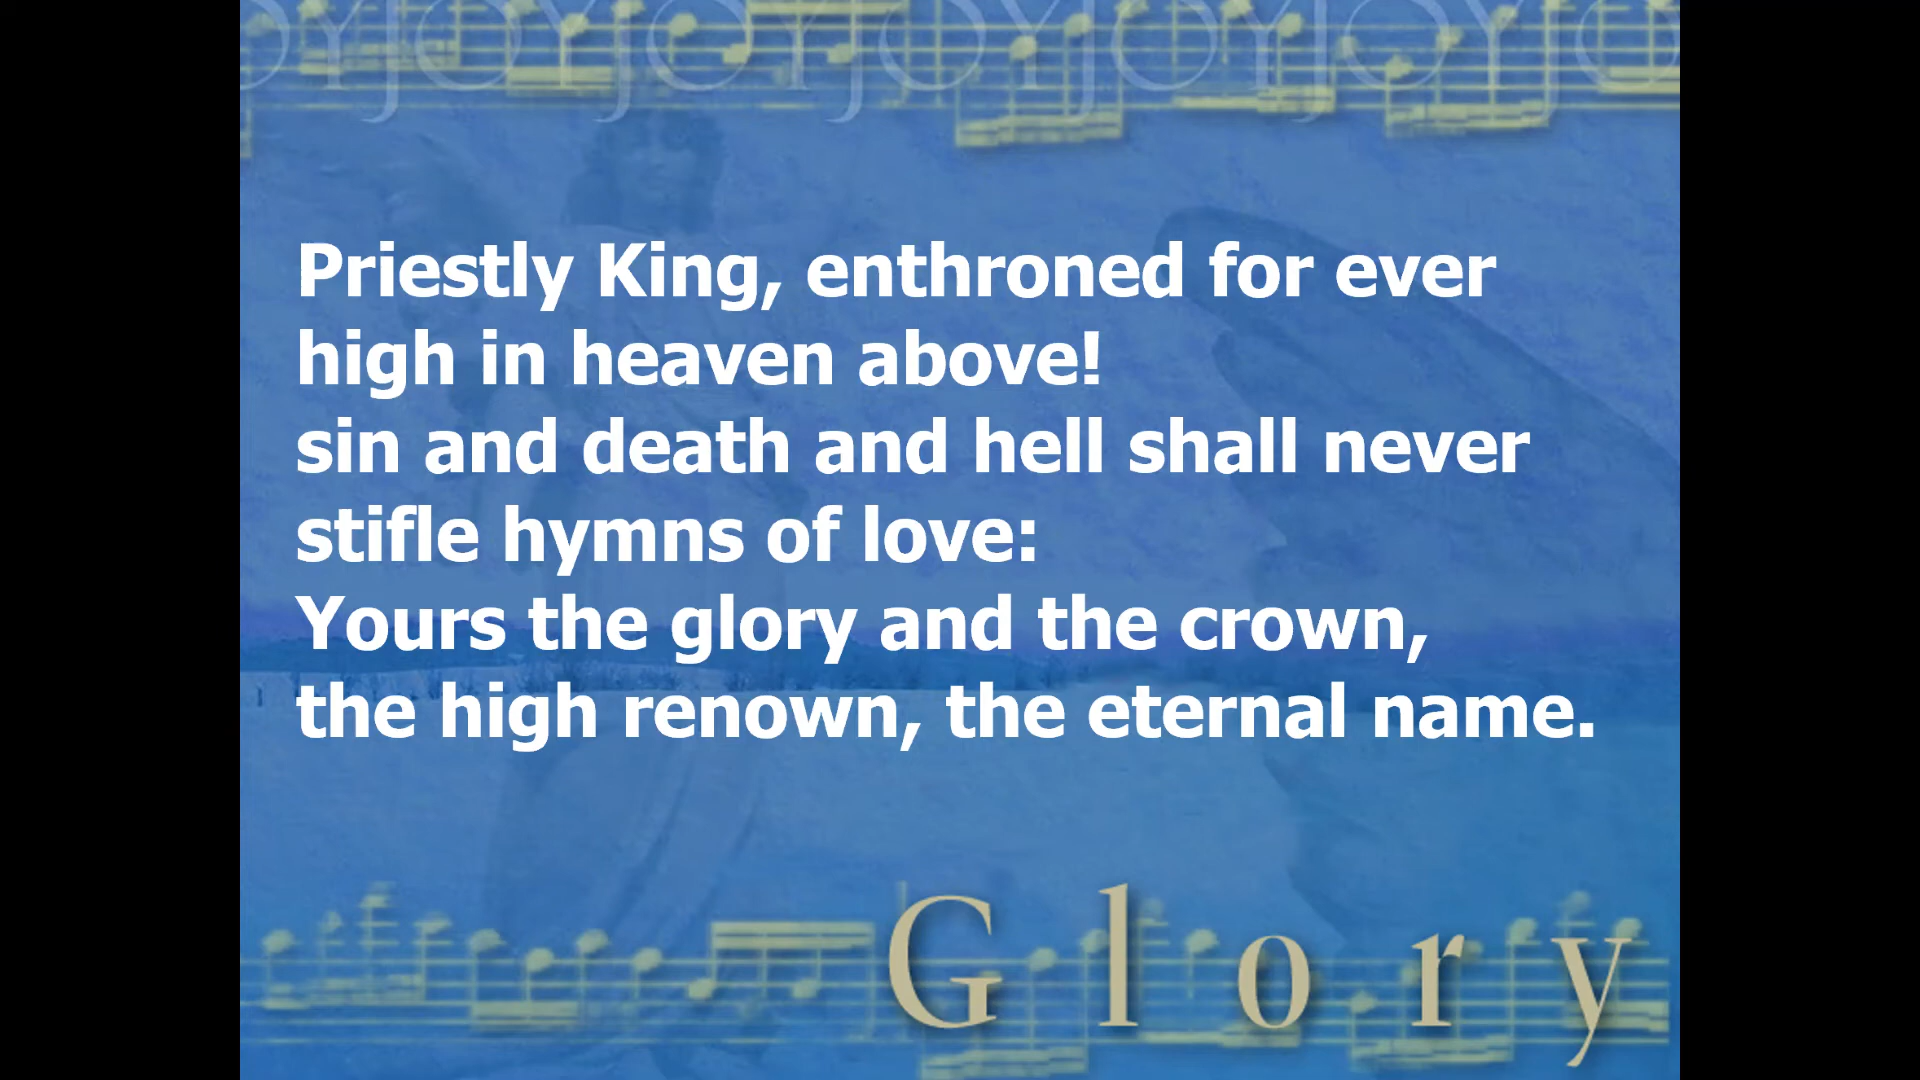 JOYJOYJOYJOYJOYJOY
Priestly King, enthroned for ever
high in heaven above!
sin and death and hell shall never
stifle hymns of love:
Yours the glory and the crown,
the high renown, the eternal name.
Glory